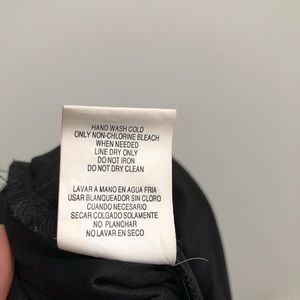 HAND WASH COLD
ONLY NON-CHLORINE BLEACH
WHEN NEEDED
LINE DRY ONLY
DO NOT IRON
DO NOT DRY CLEAN
LAVAR A MANO EN AGUA FRIA
USAR BLANQUEADOR SIN CLORO
CUANDO NECESARIO
SECAR COLGADO SOLAMENTE
NO PLANCHAR
NO LAVAR EN SECO